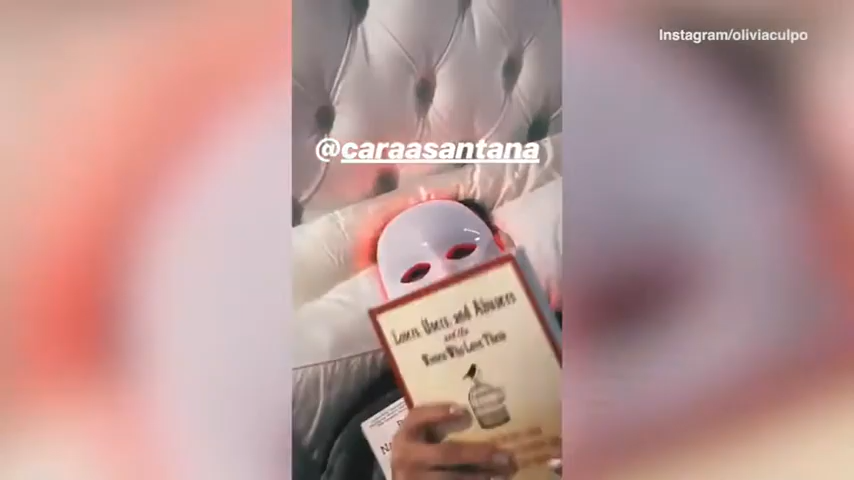 Instagram/oliviaculpo
@caraasantana
Losers, Users, and Abusers
and the
Women Who Love Them